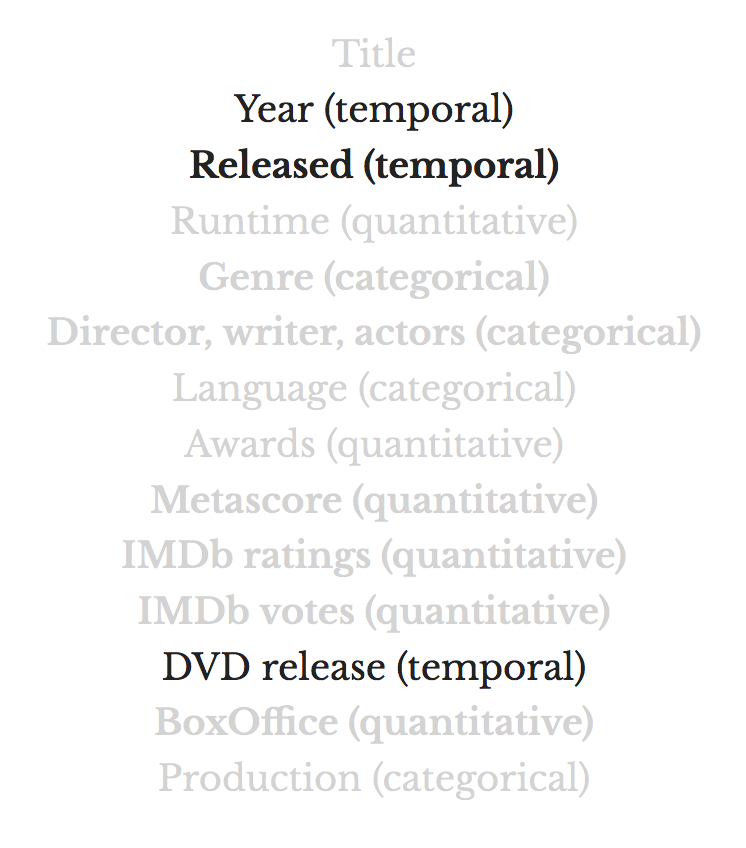 Title
Year (temporal)
Released (temporal)
Runtime (quantitative)
Genre (categorical)
Director, writer, actors (categorical)
Language (categorical)
Awards (quantitative)
Metascore (quantitative)
IMDb ratings (quantitative)
IMDb votes (quantitative)
DVD release (temporal)
BoxOffice (quantitative)
Production (categorical)